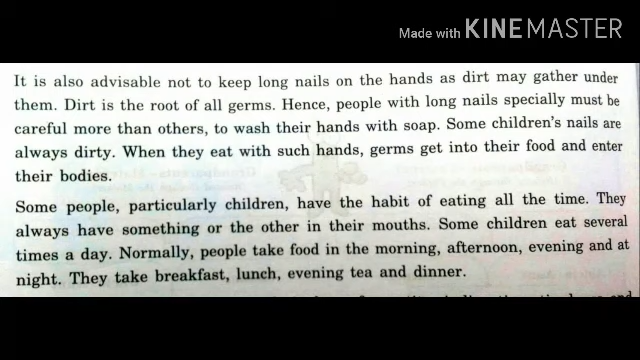 Made with KINEMASTER
It is also advisable not to keep long nails on the hands as dirt may gather under
them. Dirt is the root of all germs. Hence, people with long nails specially must be
careful more than others, to wash their hands with soap. Some children's nails are
always dirty. When they eat with such hands, germs get into their food and enter
their bodies.
Some people, particularly children, have the habit of eating all the time. They
always have something or the other in their mouths. Some children eat several
times a day. Normally, people take food in the morning, afternoon, evening and at
night. They take breakfast, lunch, evening tea and dinner.